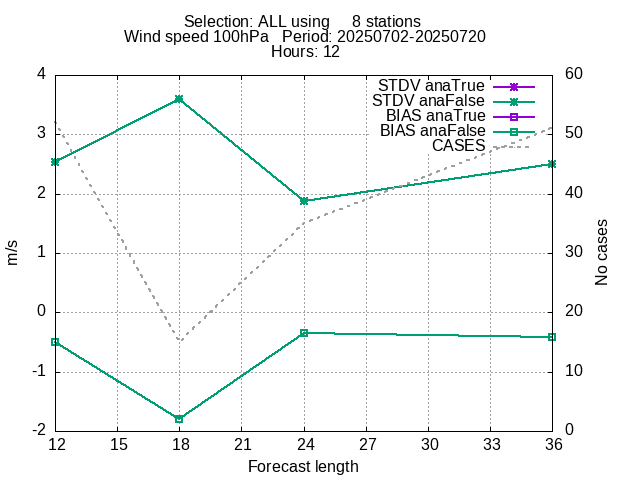 Selection: ALL using     8 stations
Wind speed 100hPa   Period: 20250702-20250720
Hours: 12
STDV anaTrue
STDV anaFalse
BIAS anaTrue
BIAS anaFalse
CASES
4
3
2
1
0
-1
-2
m/s
60
50
40
30
20
10
0
No cases
12 15 18 21 24 27 30 33 36
Forecast length